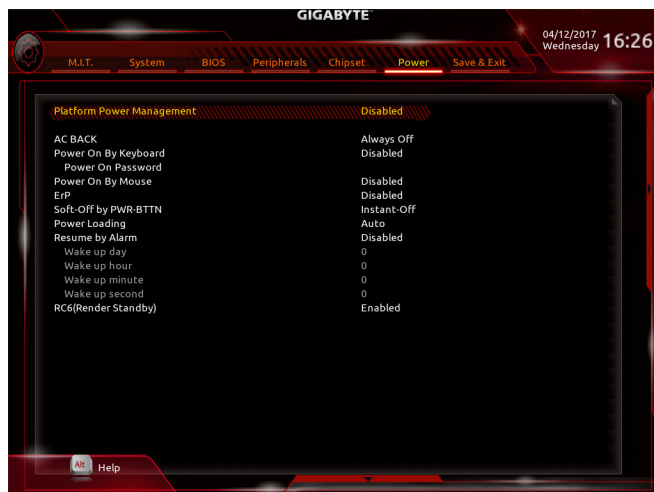 GIGABYTE™
04/12/2017
Wednesday 16:26
M.I.T. System BIOS Peripherals Chipset Power Save & Exit
Platform Power Management Disabled
AC BACK Always Off
Power On By Keyboard Disabled
Power On Password
Power On By Mouse Disabled
ErP Disabled
Soft-Off by PWR-BTTN Instant-Off
Power Loading Auto
Resume by Alarm Disabled
Wake up day 0
Wake up hour 0
Wake up minute 0
Wake up second 0
RC6(Render Standby) Enabled
Alt Help